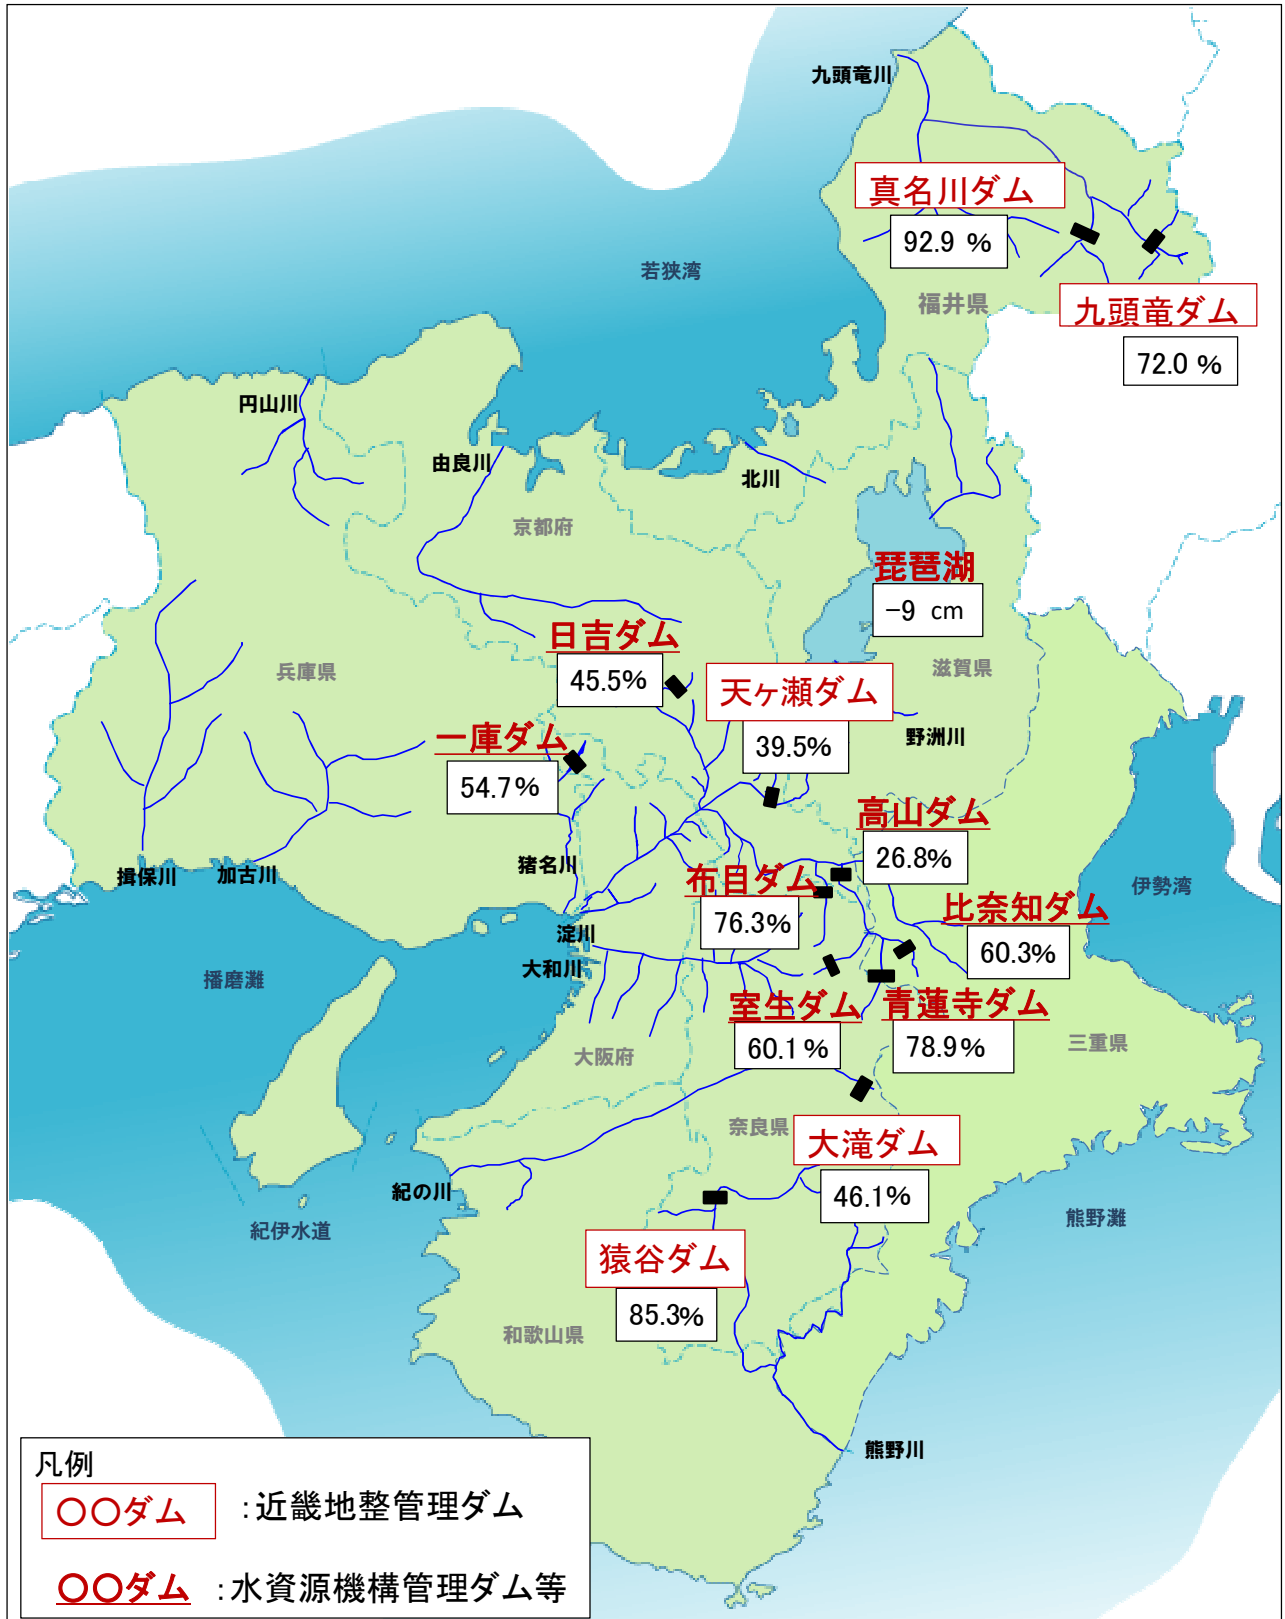 九頭竜川
真名川ダム
92.9 %
若狭湾
福井県
九頭竜ダム
72.0 %
円山川
由良川
北川
京都府
琵琶湖
-9 cm
日吉ダム
45.5%
兵庫県
滋賀県
天ヶ瀬ダム
39.5%
野洲川
一庫ダム
54.7%
高山ダム
26.8%
猪名川
揖保川
加古川
布目ダム
76.3%
伊勢湾
比奈知ダム
60.3%
淀川
大和川
播磨灘
室生ダム
60.1%
青蓮寺ダム
78.9%
三重県
大阪府
奈良県
大滝ダム
46.1%
紀の川
紀伊水道
熊野灘
猿谷ダム
85.3%
和歌山県
熊野川
凡例
〇〇ダム :近畿地整管理ダム
〇〇ダム :水資源機構管理ダム等